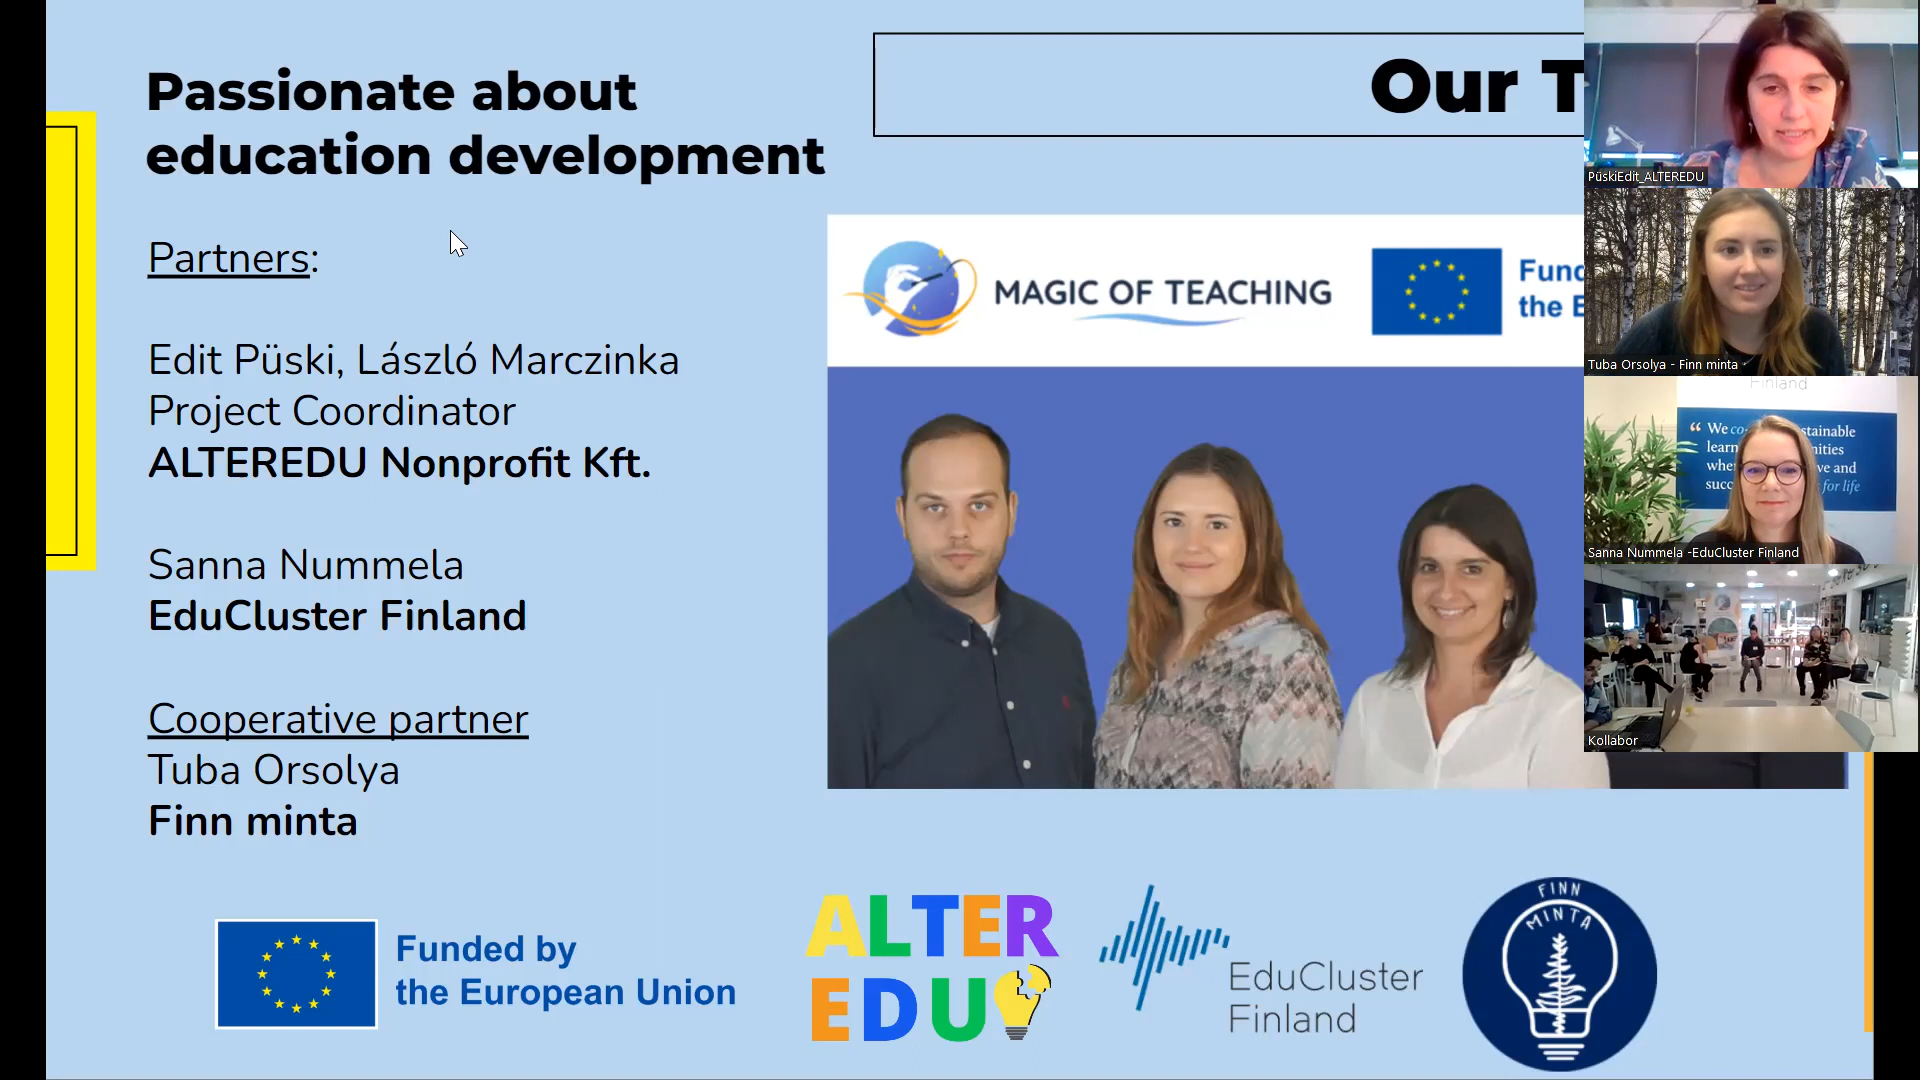 Passionate about
education development
Our T
Partners:
Edit Püski, László Marczinka
Project Coordinator
ALTEREDU Nonprofit Kft.
Sanna Nummela
EduCluster Finland
Cooperative partner
Tuba Orsolya
Finn minta
MAGIC OF TEACHING
Fund
the E
PüskiEdit_ALTEREDU
Tuba Orsolya - Finn minta
Finland
“ We co- stainable
learn nities
whe ve and
succ for life
Sanna Nummela -EduCluster Finland
Kollabor
Funded by
the European Union
ALTER
EDU
EduCluster
Finland
FINN
MINTA